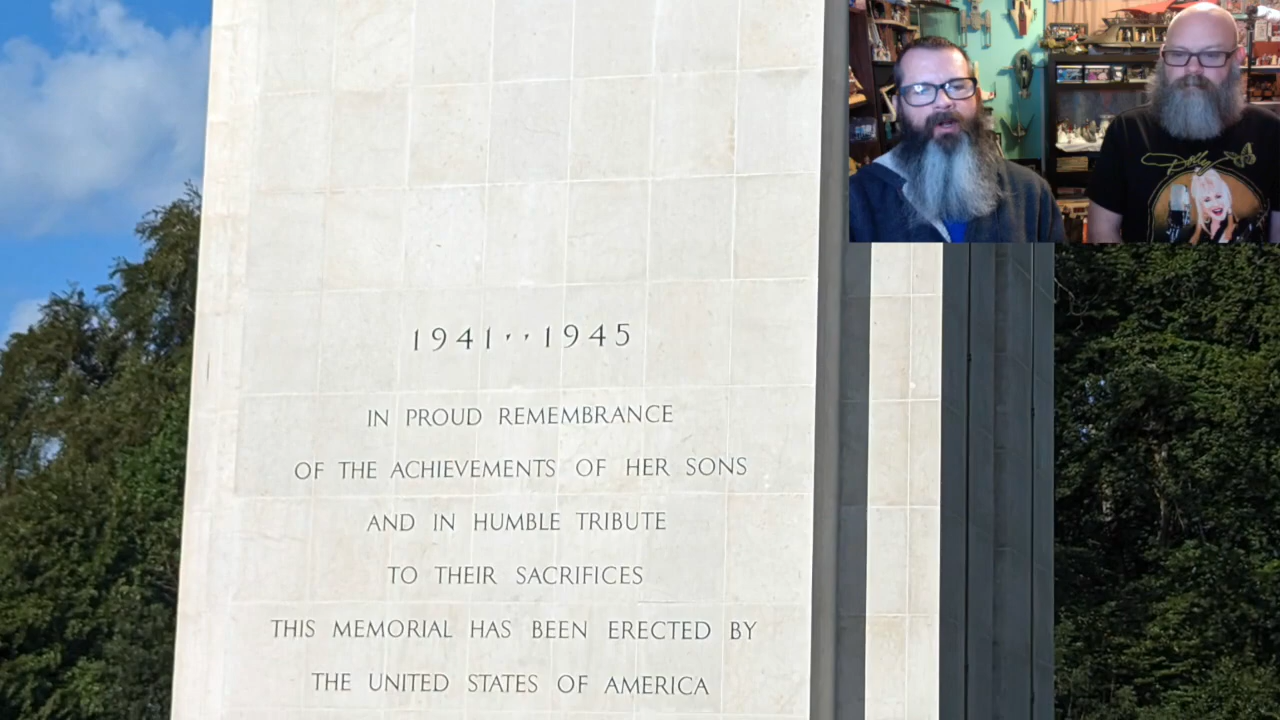 1941··1945
IN PROUD REMEMBRANCE
OF THE ACHIEVEMENTS OF HER SONS
AND IN HUMBLE TRIBUTE
TO THEIR SACRIFICES
THIS MEMORIAL HAS BEEN ERECTED BY
THE UNITED STATES OF AMERICA
Dolly